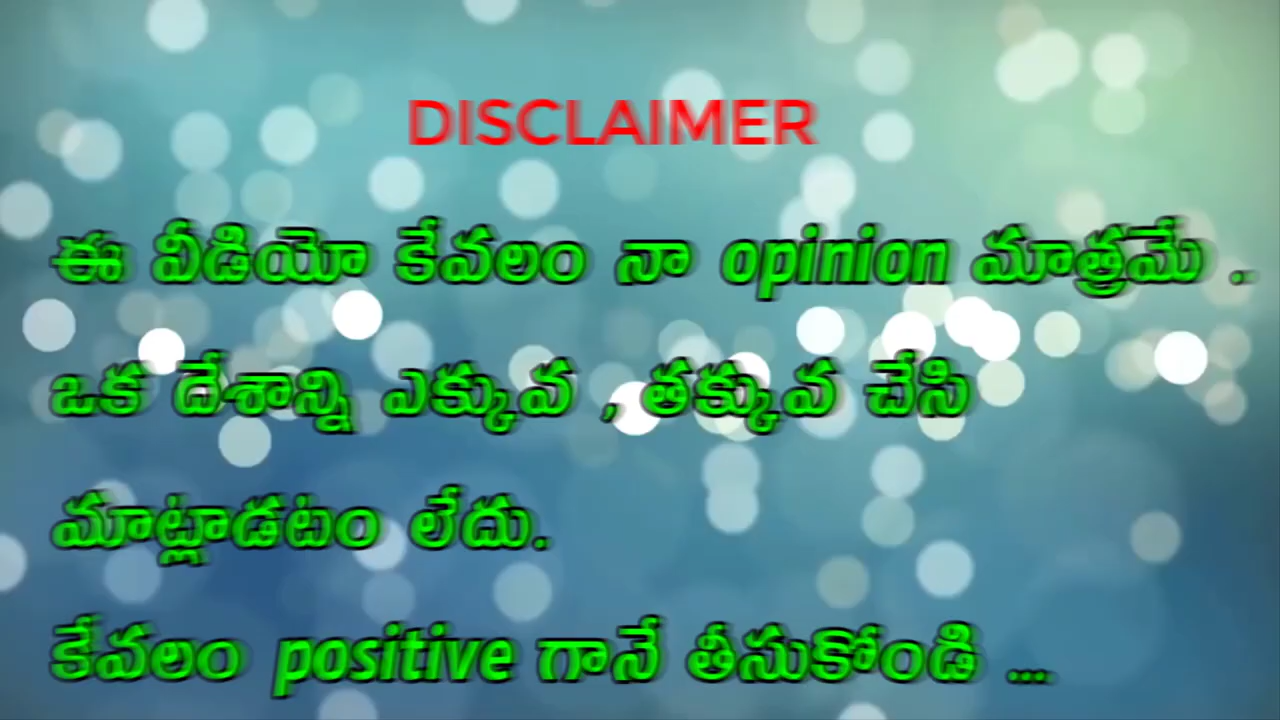 DISCLAIMER
ఈ వీడియో కేవలం నా opinion మాత్రమే .
ఒక దేశాన్ని ఎక్కువ , తక్కువ చేసి
మాట్లాడటం లేదు.
కేవలం positive గానే తీసుకోండి ...